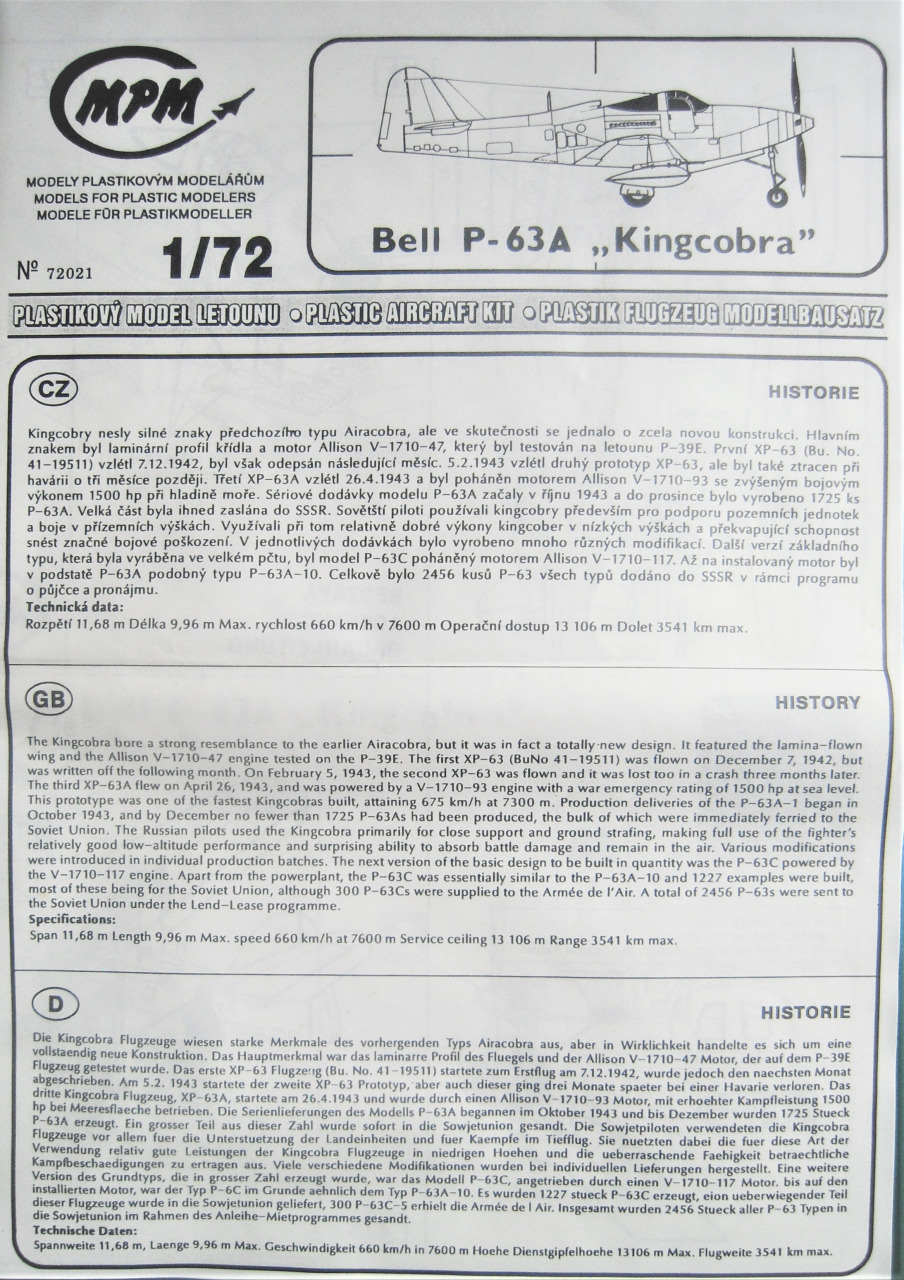 MPM
MODELY PLASTIKOVÝM MODELÁŘŮM
MODELS FOR PLASTIC MODELERS
MODELE FŮR PLASTIKMODELLER
Nº 72021
1/72
Bell P-63A „Kingcobra”
PLASTIKOVÝ MODEL LETOUNU • PLASTIC AIRCRAFT KIT • PLASTIK FLUGZEUG MODELLBAUSATZ
CZ
HISTORIE
Kingcobry nesly silné znaky předchozího typu Airacobra, ale ve skutečnosti se jednalo o zcela novou konstrukci. Hlavním
znakem byl laminární profil křídla a motor Allison V-1710-47, který byl testován na letounu P-39E. První XP-63 (Bu. No.
41-19511) vzlétl 7.12.1942, byl však odepsán následující měsíc. 5.2.1943 vzlétl druhý prototyp XP-63, ale byl také ztracen při
havárii o tři měsíce později. Třetí XP-63A vzlétl 26.4.1943 a byl poháněn motorem Allison V-1710-93 se zvýšeným bojovým
výkonem 1500 hp při hladině moře. Sériové dodávky modelu P-63A začaly v říjnu 1943 a do prosince bylo vyrobeno 1725 ks
P-63A. Velká část byla ihned zaslána do SSSR. Sovětští piloti používali kingcobry především pro podporu pozemních jednotek
a boje v přízemních výškách. Využívali při tom relativně dobré výkony kingcober v nízkých výškách a překvapující schopnost
snést značné bojové poškození. V jednotlivých dodávkách bylo vyrobeno mnoho různých modifikací. Další verzí základního
typu, která byla vyráběna ve velkém pčtu, byl model P-63C poháněný motorem Allison V-1710-117. Až na instalovaný motor byl
v podstatě P-63A podobný typu P-63A-10. Celkově bylo 2456 kusů P-63 všech typů dodáno do SSSR v rámci programu
o půjčce a pronájmu.
Technická data:
Rozpětí 11,68 m Délka 9,96 m Max. rychlost 660 km/h v 7600 m Operační dostup 13 106 m Dolet 3541 km max.
GB
HISTORY
The Kingcobra bore a strong resemblance to the earlier Airacobra, but it was in fact a totally new design. It featured the lamina-flown
wing and the Allison V-1710-47 engine tested on the P-39E. The first XP-63 (BuNo 41-19511) was flown on December 7, 1942, but
was written off the following month. On February 5, 1943, the second XP-63 was flown and it was lost too in a crash three months later.
The third XP-63A flew on April 26, 1943, and was powered by a V-1710-93 engine with a war emergency rating of 1500 hp at sea level.
This prototype was one of the fastest Kingcobras built, attaining 675 km/h at 7300 m. Production deliveries of the P-63A-1 began in
October 1943, and by December no fewer than 1725 P-63As had been produced, the bulk of which were immediately ferried to the
Soviet Union. The Russian pilots used the Kingcobra primarily for close support and ground strafing, making full use of the fighter's
relatively good low-altitude performance and surprising ability to absorb battle damage and remain in the air. Various modifications
were introduced in individual production batches. The next version of the basic design to be built in quantity was the P-63C powered by
the V-1710-117 engine. Apart from the powerplant, the P-63C was essentially similar to the P-63A-10 and 1227 examples were built,
most of these being for the Soviet Union, although 300 P-63Cs were supplied to the Armée de l'Air. A total of 2456 P-63s were sent to
the Soviet Union under the Lend-Lease programme.
Specifications:
Span 11,68 m Length 9,96 m Max. speed 660 km/h at 7600 m Service ceiling 13 106 m Range 3541 km max.
D
HISTORIE
Die Kingcobra Flugzeuge wiesen starke Merkmale des vorhergenden Typs Airacobra aus, aber in Wirklichkeit handelte es sich um eine
vollstaendig neue Konstruktion. Das Hauptmerkmal war das laminarre Profil des Fluegels und der Allison V-1710-47 Motor, der auf dem P-39E
Flugzeug getestet wurde. Das erste XP-63 Flugzeug (Bu. No. 41-19511) startete zum Erstflug am 7.12.1942, wurde jedoch den naechsten Monat
abgeschrieben. Am 5.2. 1943 startete der zweite XP-63 Prototyp, aber auch dieser ging drei Monate spaeter bei einer Havarie verloren. Das
dritte Kingcobra Flugzeug, XP-63A, startete am 26.4.1943 und wurde durch einen Allison V-1710-93 Motor, mit erhoehter Kampfleistung 1500
hp bei Meeresflaeche betrieben. Die Serienlieferungen des Modells P-63A begannen im Oktober 1943 und bis Dezember wurden 1725 Stueck
P-63A erzeugt. Ein grosser Teil aus dieser Zahl wurde sofort in die Sowjetunion gesandt. Die Sowjetpiloten verwendeten die Kingcobra
Flugzeuge vor allem fuer die Unterstuetzung der Landeinheiten und fuer Kaempfe im Tiefflug. Sie nuetzten dabei die fuer diese Art der
Verwendung relativ gute Leistungen der Kingcobra Flugzeuge in niedrigen Hoehen und die ueberraschende Faehigkeit betraechtliche
Kampfbeschaedigungen zu ertragen aus. Viele verschiedene Modifikationen wurden bei individuellen Lieferungen hergestellt. Eine weitere
Version des Grundtyps, die in grosser Zahl erzeugt wurde, war das Modell P-63C, angetrieben durch einen V-1710-117 Motor. bis auf den
installierten Motor, war der Typ P-6C im Grunde aehnlich dem Typ P-63A-10. Es wurden 1227 stueck P-63C erzeugt, eion ueberwiegender Teil
dieser Flugzeuge wurde in die Sowjetunion geliefert, 300 P-63C-5 erhielt die Armée de l Air. Insgesamt wurden 2456 Stueck aller P-63 Typen in
die Sowjetunion im Rahmen des Anleihe-Mietprogrammes gesandt.
Technische Daten:
Spannweite 11,68 m, Laenge 9,96 m Max. Geschwindigkeit 660 km/h in 7600 m Hoehe Dienstgipfelhoehe 13106 m Max. Flugweite 3541 km max.